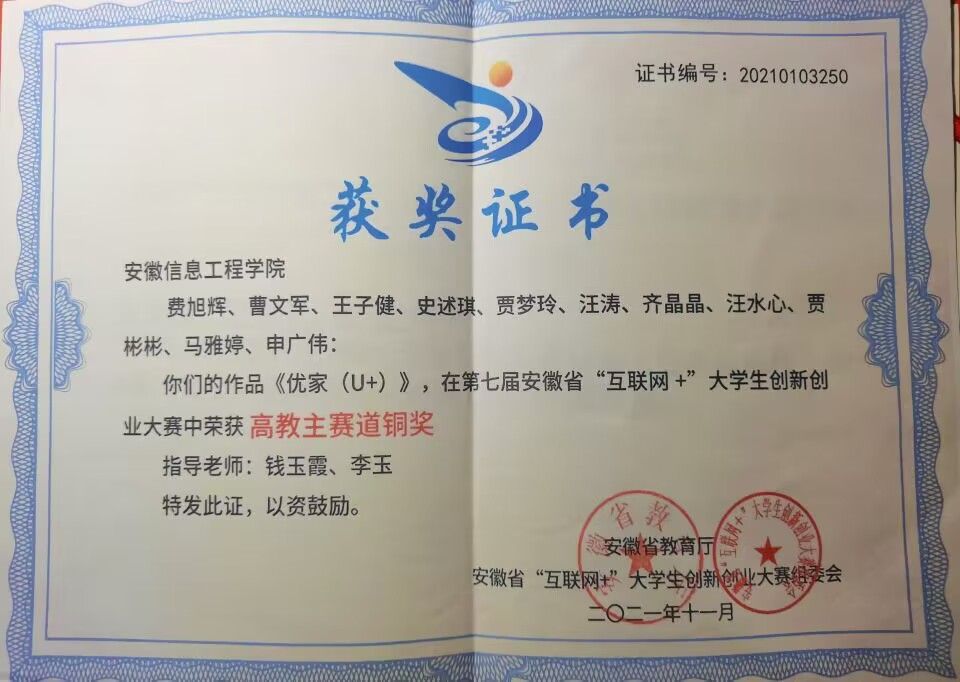 证书编号：20210103250
获奖证书
安徽信息工程学院
费旭辉、曹文军、王子健、史述琪、贾梦玲、汪涛、齐晶晶、汪水心、贾
彬彬、马雅婷、申广伟：
你们的作品《优家（U+）》，在第七届安徽省“互联网 +”大学生创新创
业大赛中荣获 高教主赛道铜奖
指导老师：钱玉霞、李玉
特发此证，以资鼓励。
安徽省教育厅
安徽省“互联网+”大学生创新创业大赛组委会
二〇二一年十一月